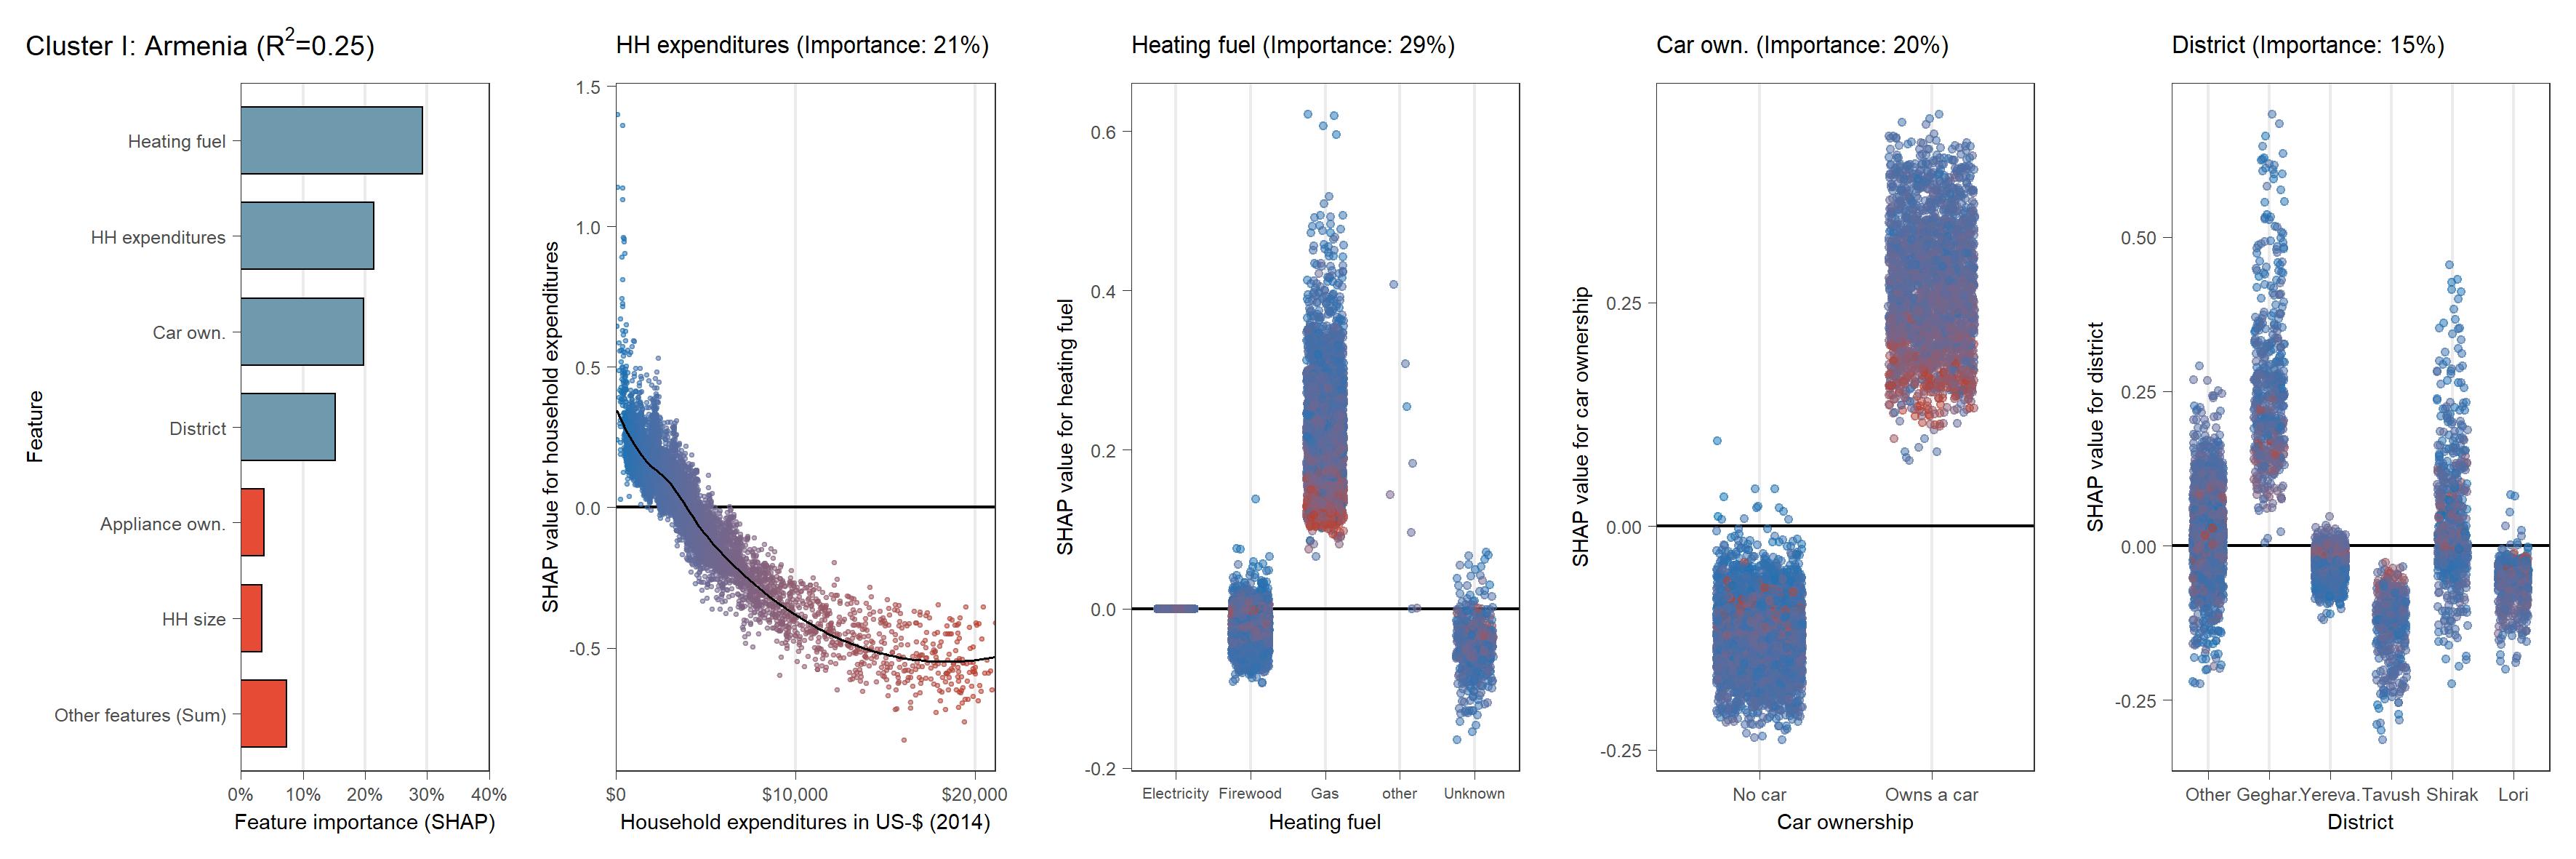 Cluster I: Armenia (R2=0.25)
Feature
Heating fuel
HH expenditures
Car own.
District
Appliance own.
HH size
Other features (Sum)
0% 10% 20% 30% 40%
Feature importance (SHAP)
HH expenditures (Importance: 21%)
SHAP value for household expenditures
1.5
1.0
0.5
0.0
-0.5
$0 $10,000 $20,000
Household expenditures in US-$ (2014)
Heating fuel (Importance: 29%)
SHAP value for heating fuel
0.6
0.4
0.2
0.0
-0.2
Electricity Firewood Gas other Unknown
Heating fuel
Car own. (Importance: 20%)
SHAP value for car ownership
0.25
0.00
-0.25
No car Owns a car
Car ownership
District (Importance: 15%)
SHAP value for district
0.50
0.25
0.00
-0.25
Other Geghar. Yereva. Tavush Shirak Lori
District